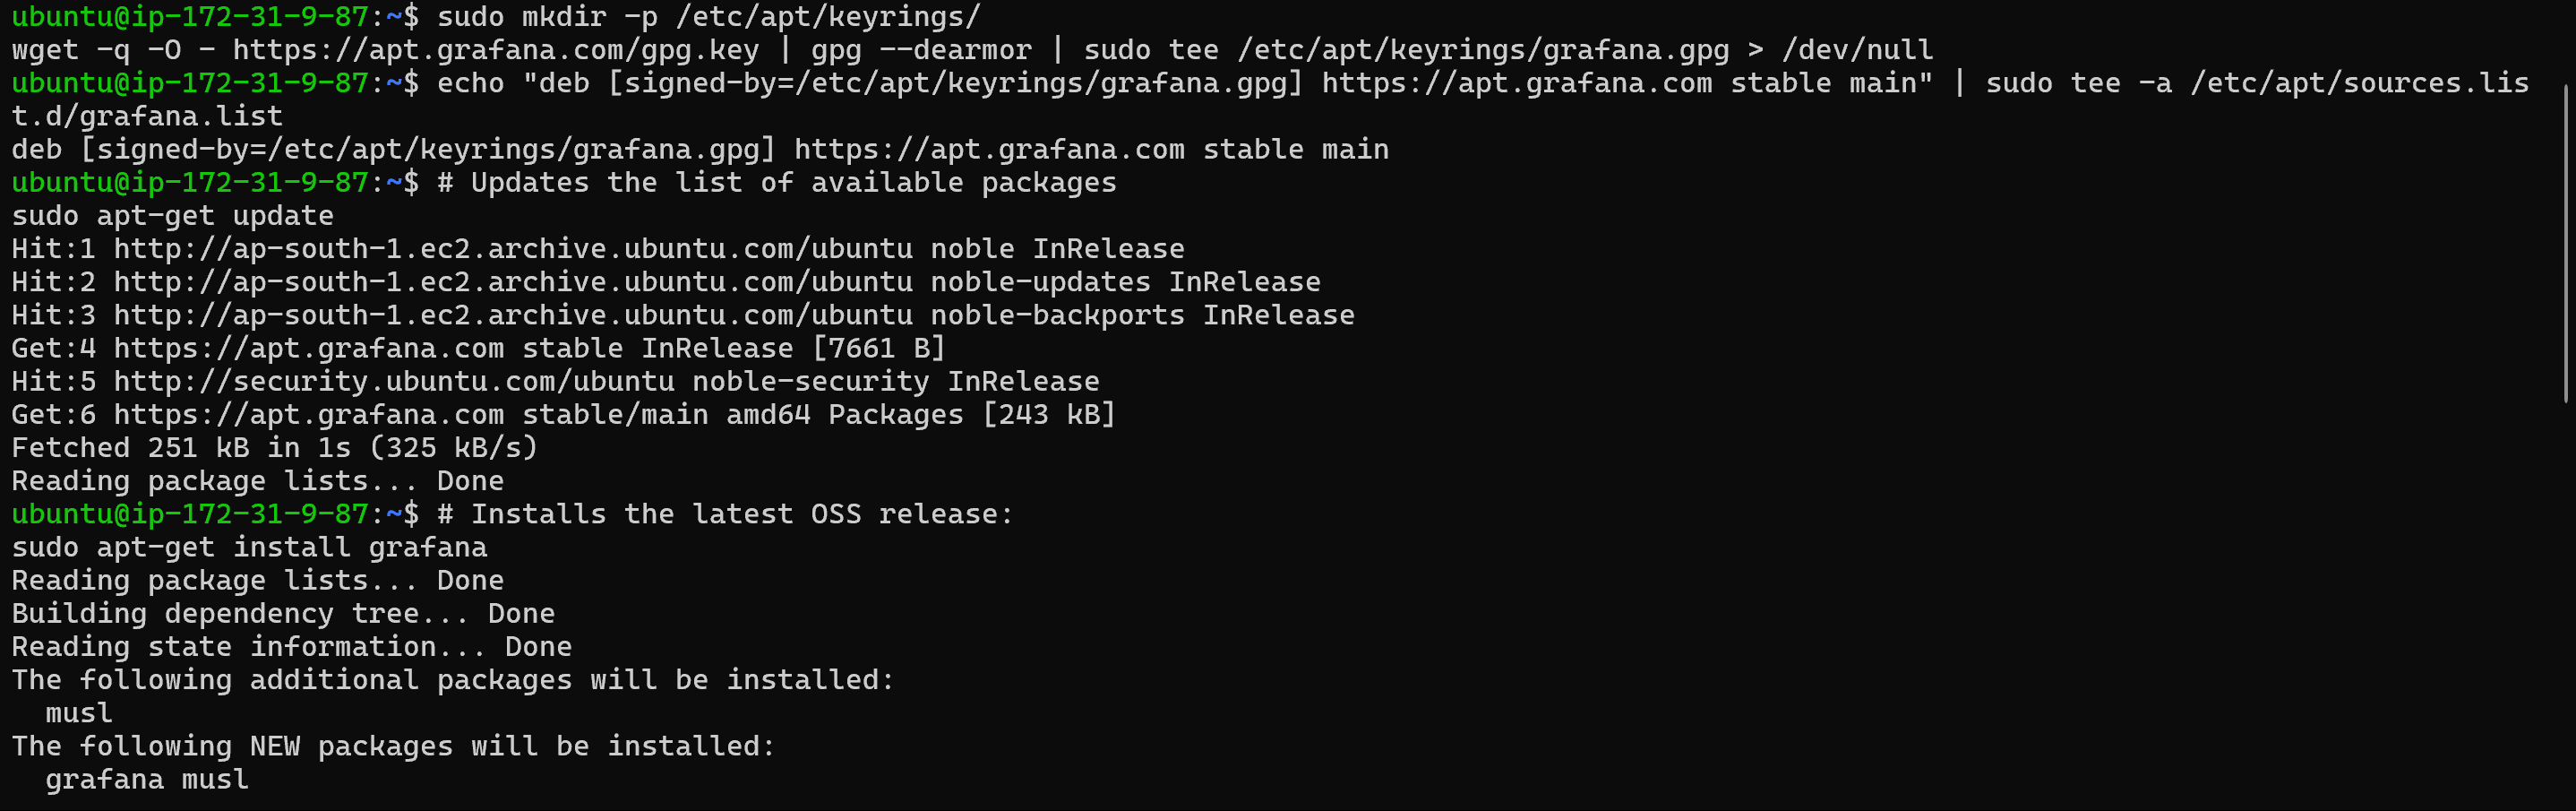 ubuntu@ip-172-31-9-87:~$ sudo mkdir -p /etc/apt/keyrings/
wget -q -O - https://apt.grafana.com/gpg.key | gpg --dearmor | sudo tee /etc/apt/keyrings/grafana.gpg > /dev/null
ubuntu@ip-172-31-9-87:~$ echo "deb [signed-by=/etc/apt/keyrings/grafana.gpg] https://apt.grafana.com stable main" | sudo tee -a /etc/apt/sources.lis
t.d/grafana.list
deb [signed-by=/etc/apt/keyrings/grafana.gpg] https://apt.grafana.com stable main
ubuntu@ip-172-31-9-87:~$ # Updates the list of available packages
sudo apt-get update
Hit:1 http://ap-south-1.ec2.archive.ubuntu.com/ubuntu noble InRelease
Hit:2 http://ap-south-1.ec2.archive.ubuntu.com/ubuntu noble-updates InRelease
Hit:3 http://ap-south-1.ec2.archive.ubuntu.com/ubuntu noble-backports InRelease
Get:4 https://apt.grafana.com stable InRelease [7661 B]
Hit:5 http://security.ubuntu.com/ubuntu noble-security InRelease
Get:6 https://apt.grafana.com stable/main amd64 Packages [243 kB]
Fetched 251 kB in 1s (325 kB/s)
Reading package lists... Done
ubuntu@ip-172-31-9-87:~$ # Installs the latest OSS release:
sudo apt-get install grafana
Reading package lists... Done
Building dependency tree... Done
Reading state information... Done
The following additional packages will be installed:
  musl
The following NEW packages will be installed:
  grafana musl